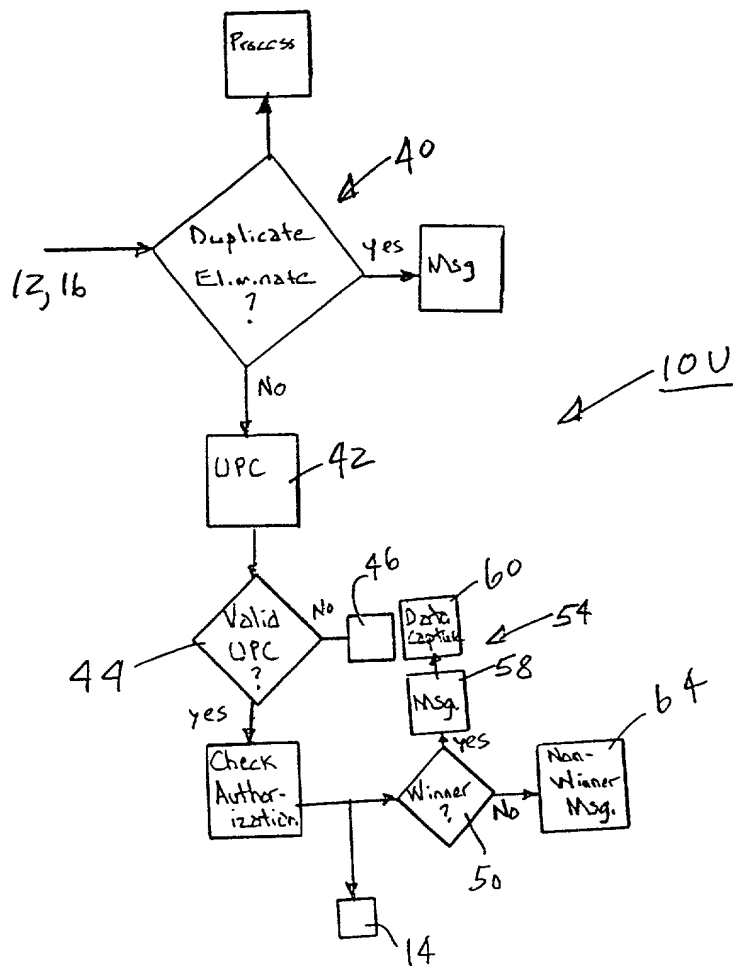 Process
40
Duplicate
Eliminate
?
yes
Msg
12, 16
No
10U
UPC
42
46
60
54
58
No
Data
Captur
Valid
UPC
?
44
Msg.
64
yes
yes
Check
Author-
ization.
Winner
?
No
Non-
Winner
Msg.
50
14